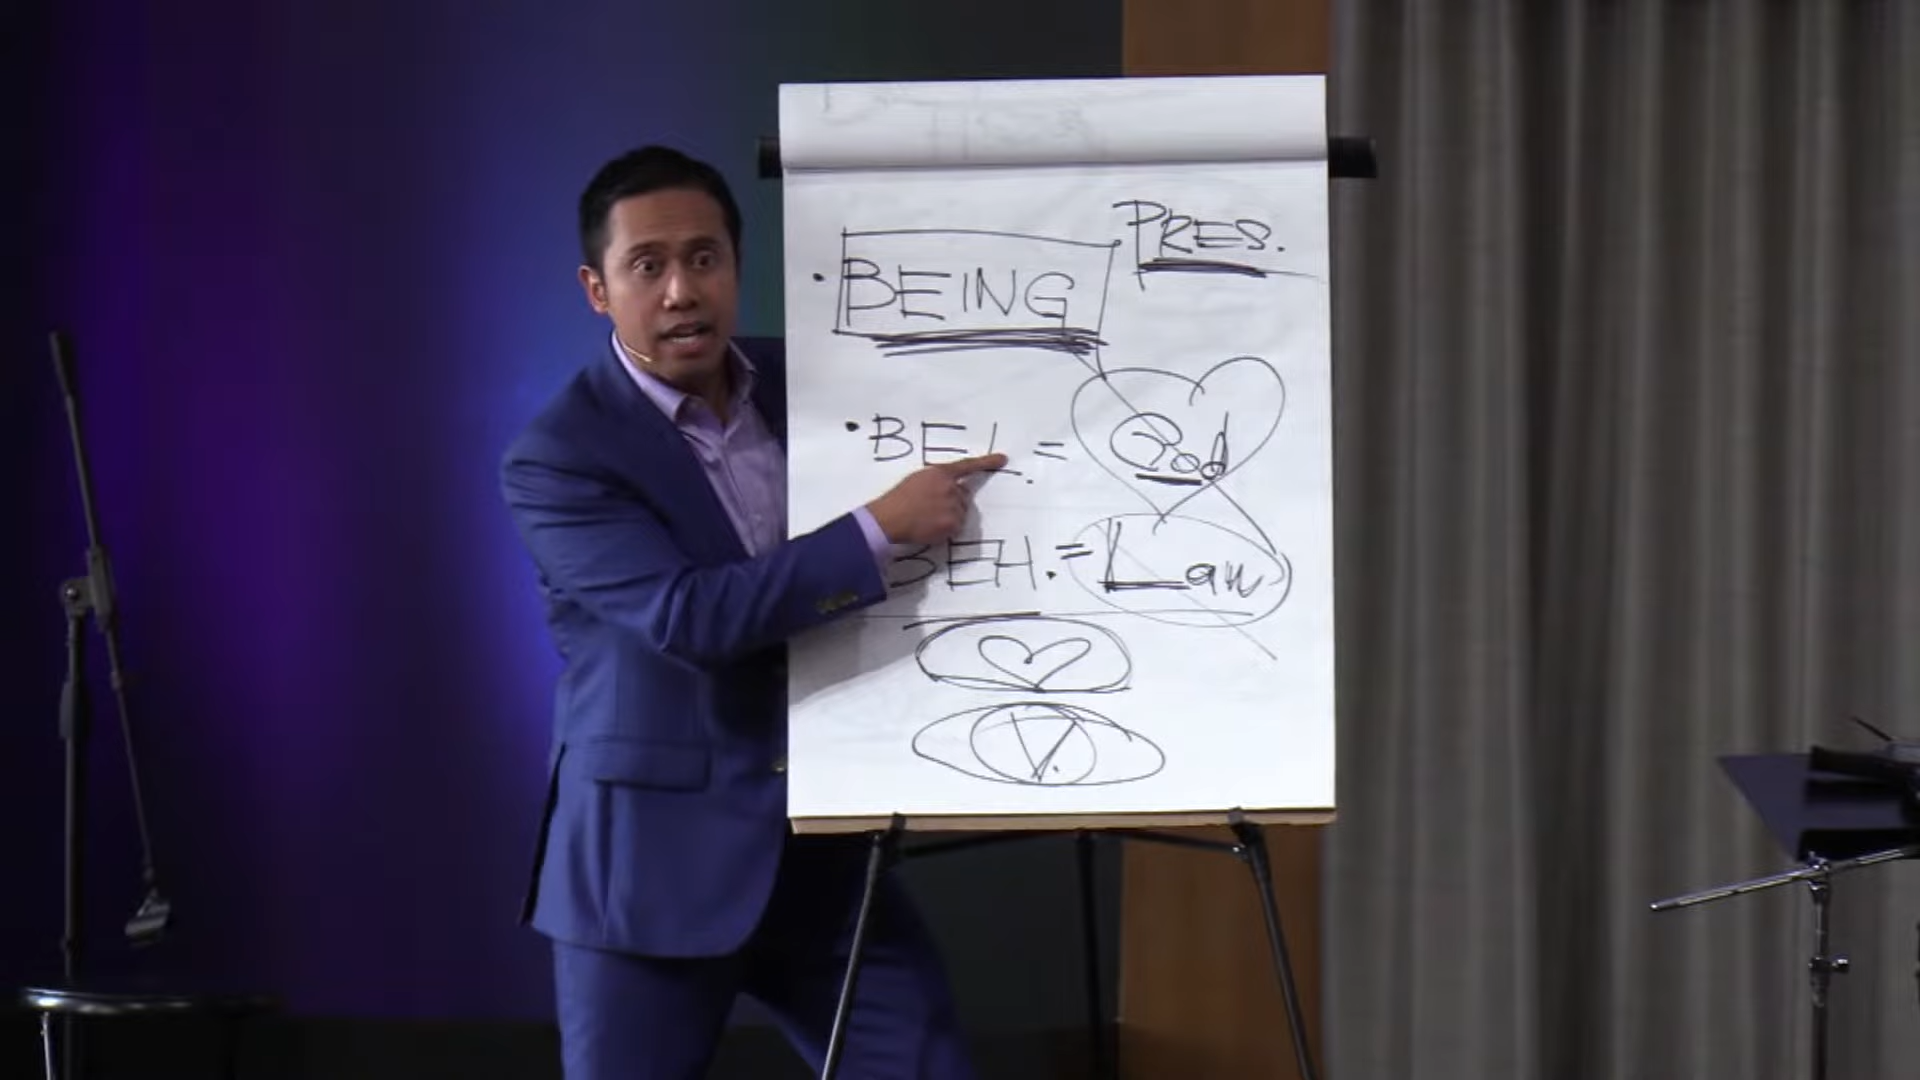 PRES.
• BEING
• BEL. = God
BEH. = Law
V.